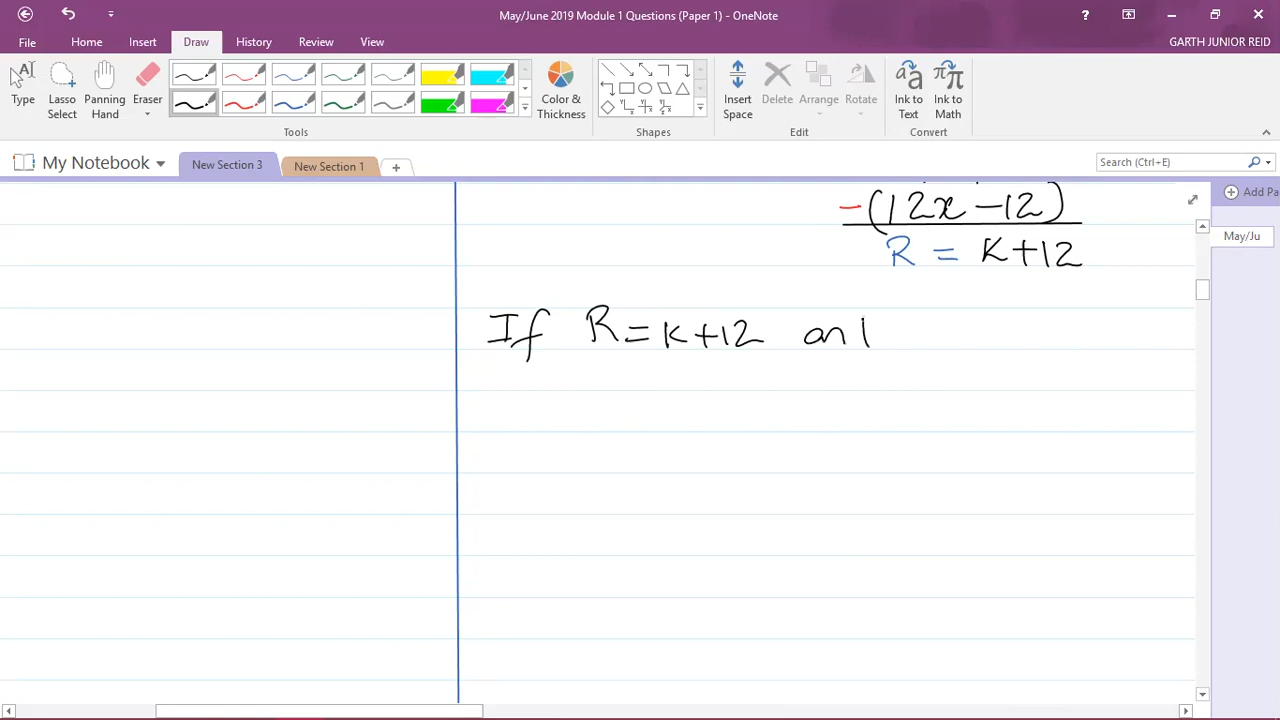 May/June 2019 Module 1 Questions (Paper 1) - OneNote
?
File
Home
Insert
Draw
History
Review
View
GARTH JUNIOR REID
Type
Lasso Select
Panning Hand
Eraser
Color & Thickness
Insert Space
Delete
Arrange
Rotate
Ink to Text
Ink to Math
Tools
Shapes
Edit
Convert
My Notebook
New Section 3
New Section 1
+
Search (Ctrl+E)
Add Pa
May/Ju
-(12x-12)
R = K+12
If R=K+12 an